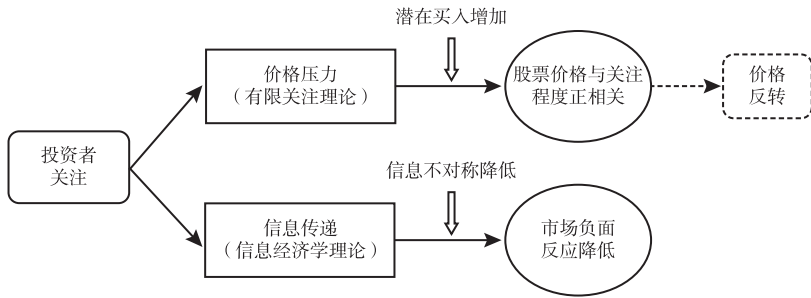 潜在买入增加
价格压力
（有限关注理论）
股票价格与关注
程度正相关
价格
反转
投资者
关注
信息不对称降低
信息传递
（信息经济学理论）
市场负面
反应降低